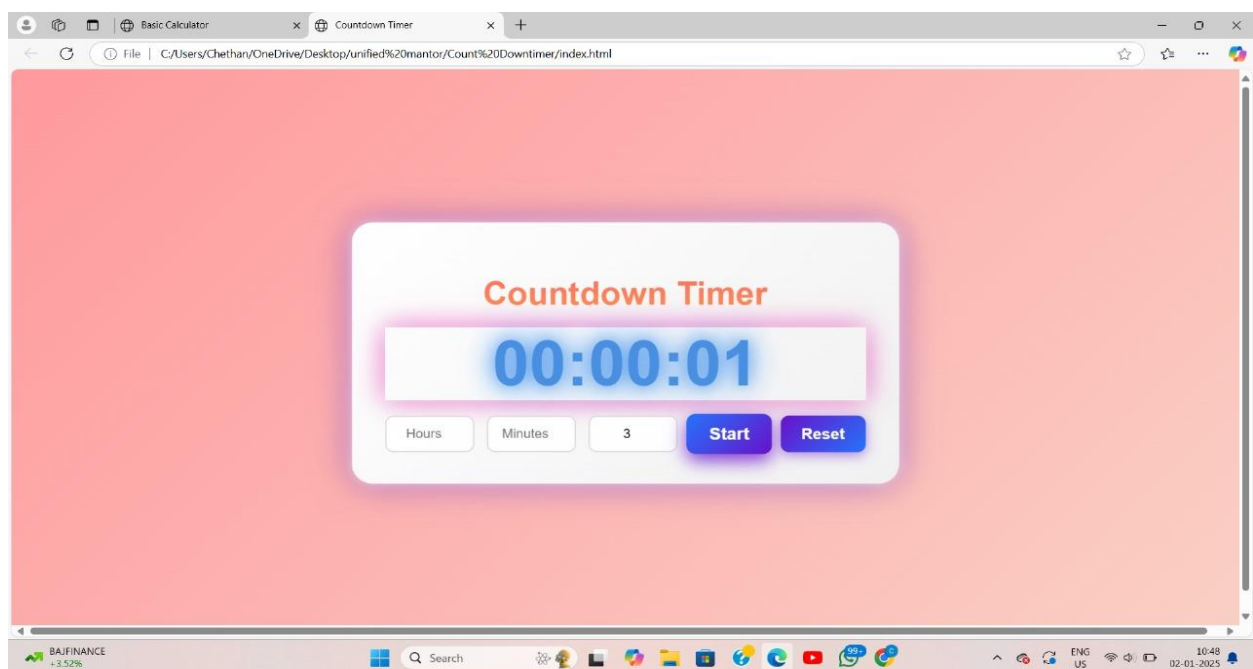 Basic Calculator
Countdown Timer
File | C:/Users/Chethan/OneDrive/Desktop/unified%20mantor/Count%20Downtimer/index.html
Countdown Timer
00:00:01
Hours Minutes 3 Start Reset
BAJFINANCE
+3.52%
Search
99+
ENG
US
10:48
02-01-2025